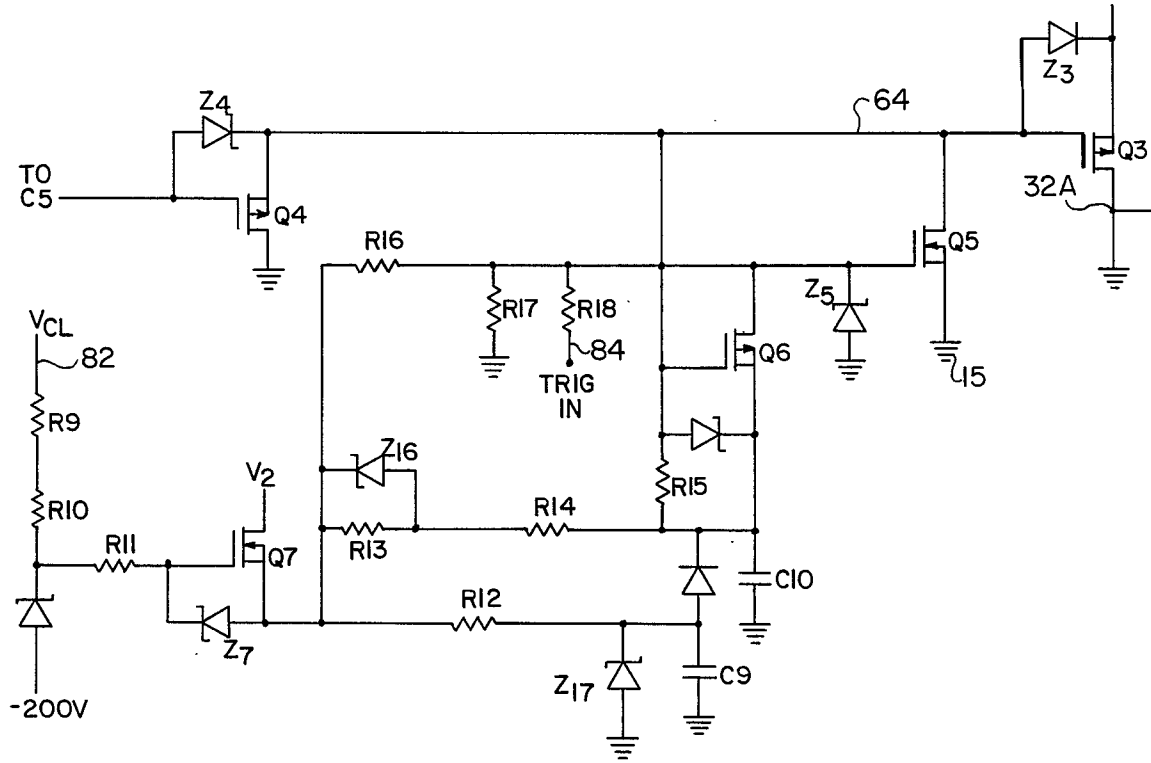 Z3
Z4
64
TO
C5
Q3
32A
Q4
R16
Q5
Z5
R17
R18
VCL
82
84
TRIG
IN
Q6
15
R9
Z16
V2
R10
R15
R14
R11
R13
Q7
C10
R12
Z7
Z17
C9
-200V